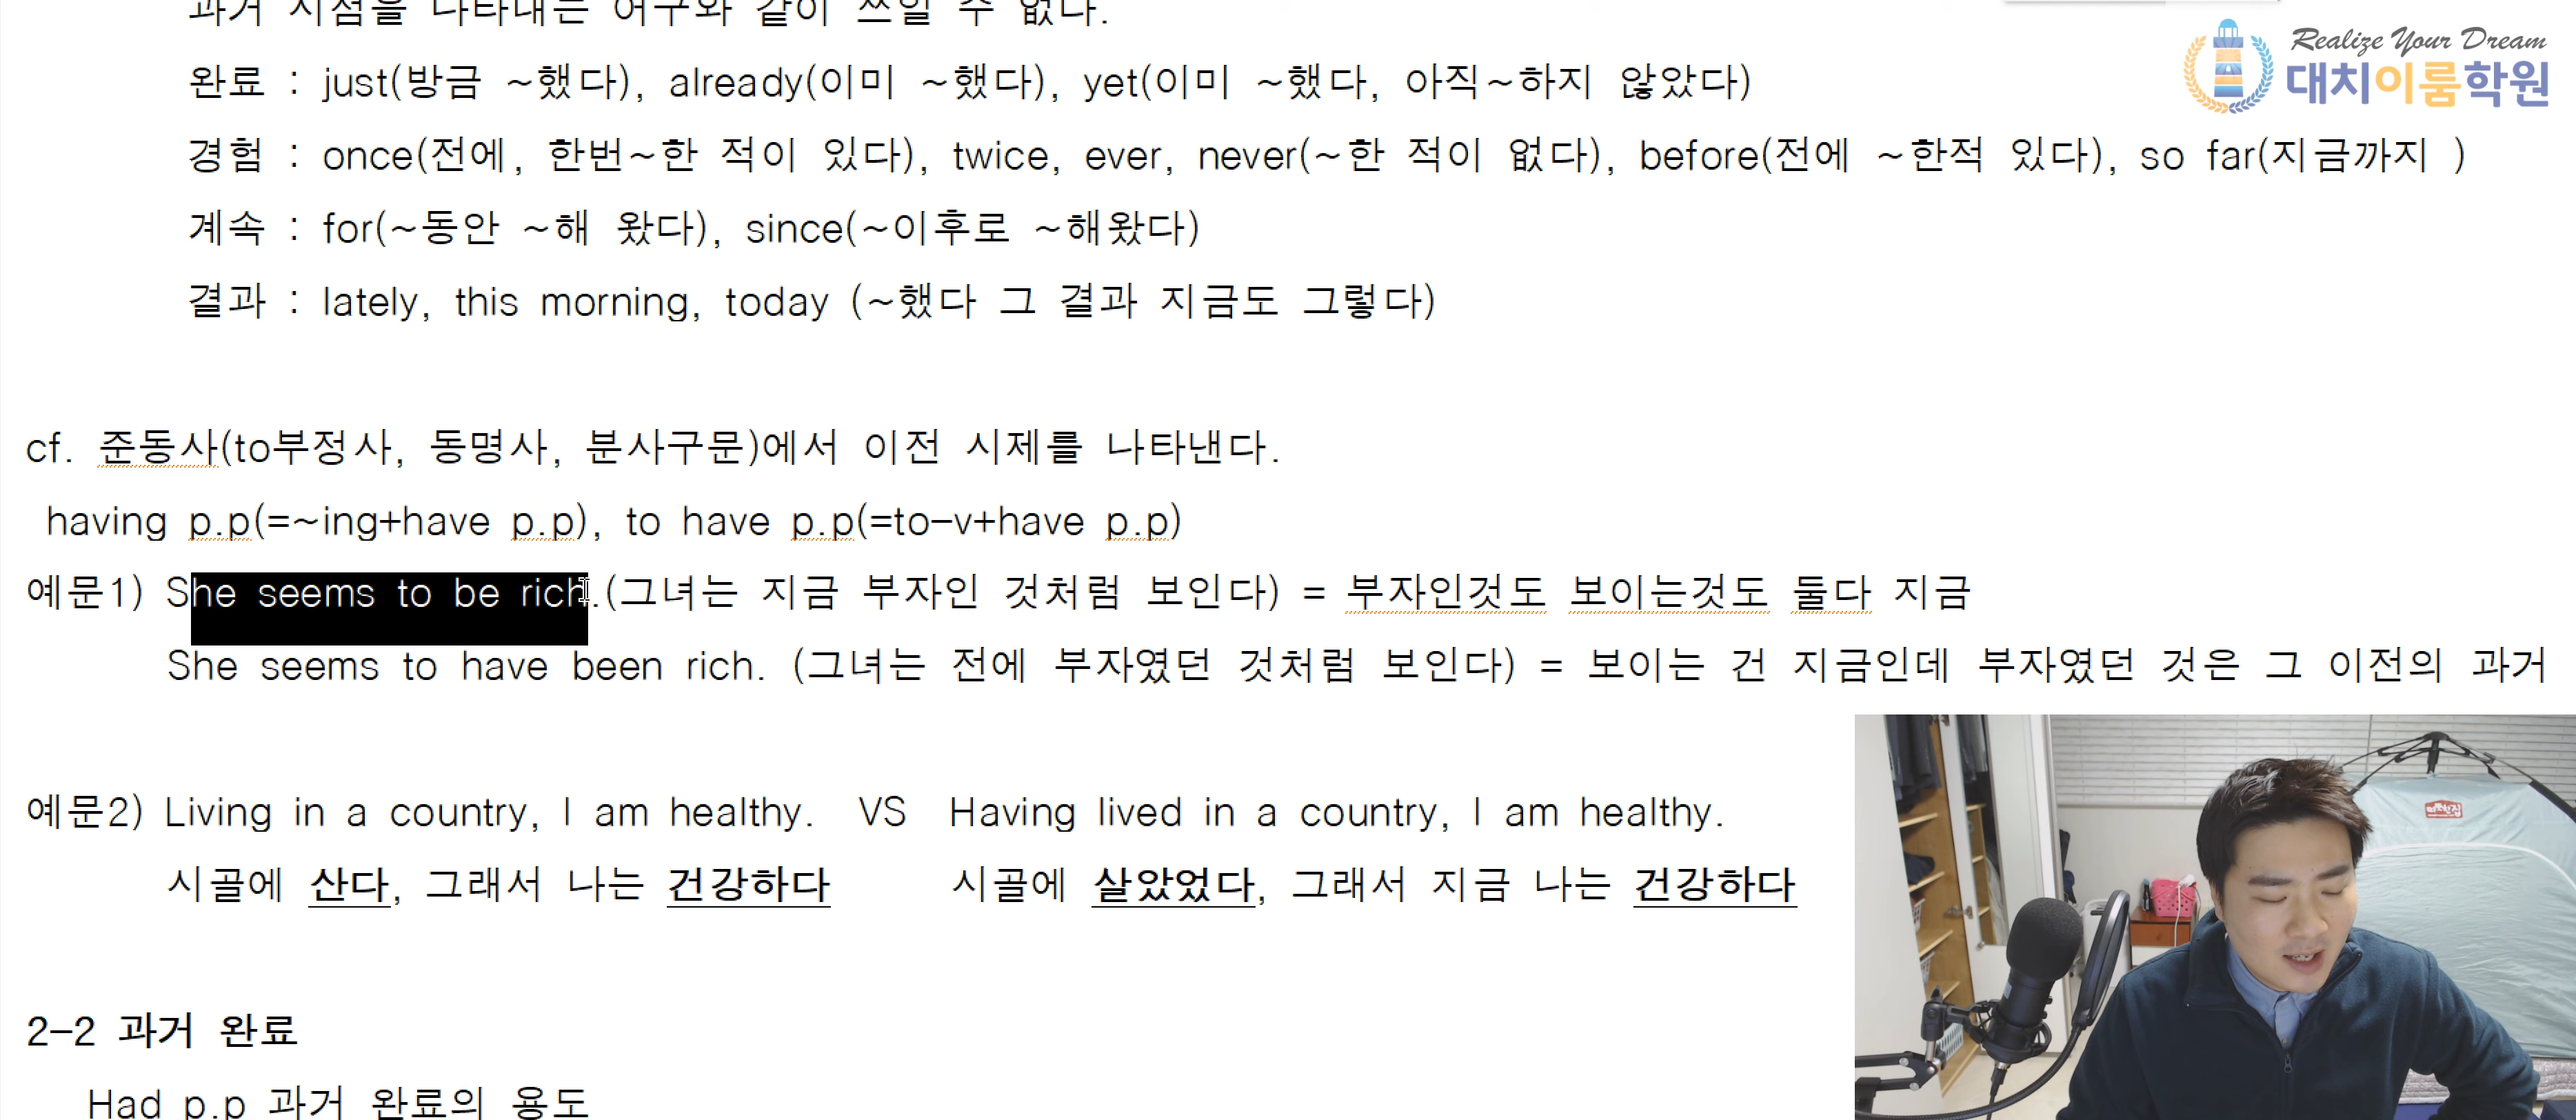 과거 시점을 나타내는 어구와 같이 쓰일 수 없다.
Realize Your Dream
대치이룸학원
완료 : just(방금 ~했다), already(이미 ~했다), yet(이미 ~했다, 아직~하지 않았다)
경험 : once(전에, 한번~한 적이 있다), twice, ever, never(~한 적이 없다), before(전에 ~한적 있다), so far(지금까지 )
계속 : for(~동안 ~해 왔다), since(~이후로 ~해왔다)
결과 : lately, this morning, today (~했다 그 결과 지금도 그렇다)
cf. 준동사(to부정사, 동명사, 분사구문)에서 이전 시제를 나타낸다.
having p.p(=~ing+have p.p), to have p.p(=to-v+have p.p)
예문1) She seems to be rich.(그녀는 지금 부자인 것처럼 보인다) = 부자인것도 보이는것도 둘다 지금
She seems to have been rich. (그녀는 전에 부자였던 것처럼 보인다) = 보이는 건 지금인데 부자였던 것은 그 이전의 과거
예문2) Living in a country, I am healthy. VS Having lived in a country, I am healthy.
시골에 산다, 그래서 나는 건강하다 시골에 살았었다, 그래서 지금 나는 건강하다
2-2 과거 완료
Had p.p 과거 완료의 용도